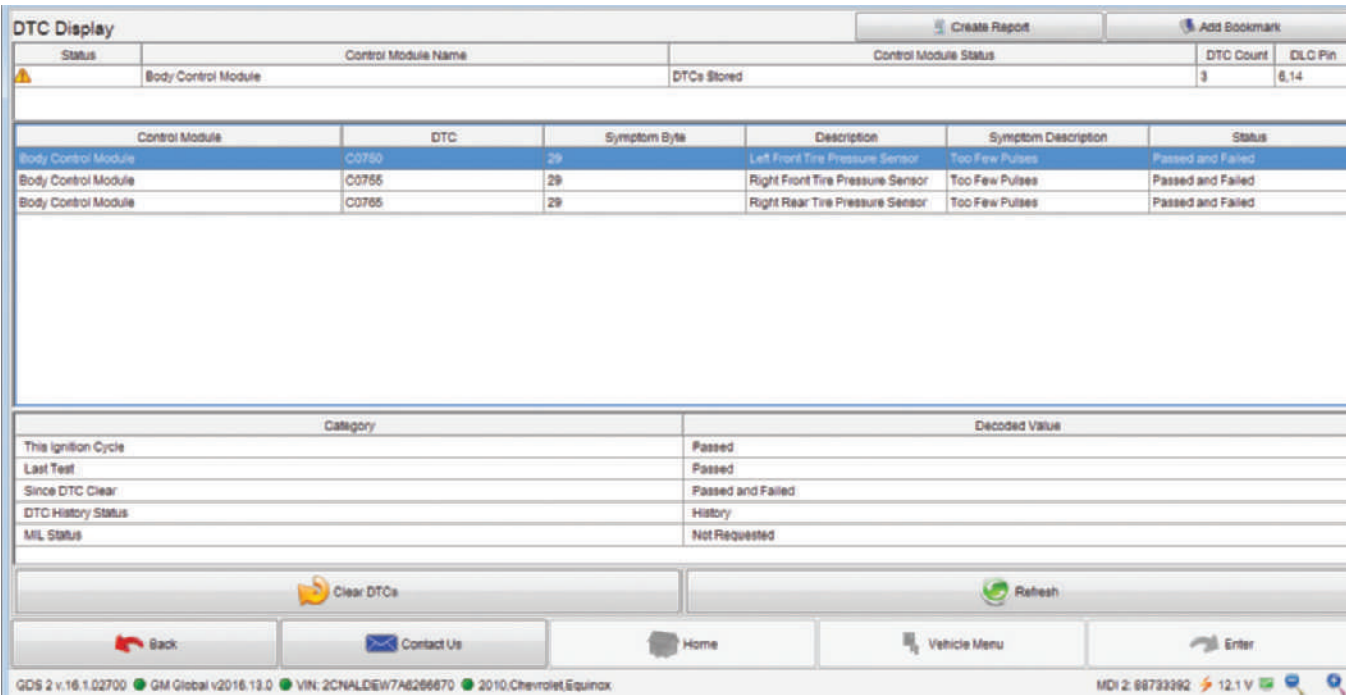 DTC Display Create Report Add Bookmark
Status Control Module Name Control Module Status DTC Count DLC Pin
Body Control Module DTCs Stored 3 6,14
Control Module DTC Symptom Byte Description Symptom Description Status
Body Control Module C0750 29 Left Front Tire Pressure Sensor Too Few Pulses Passed and Failed
Body Control Module C0755 29 Right Front Tire Pressure Sensor Too Few Pulses Passed and Failed
Body Control Module C0765 29 Right Rear Tire Pressure Sensor Too Few Pulses Passed and Failed
Category Decoded Value
This Ignition Cycle Passed
Last Test Passed
Since DTC Clear Passed and Failed
DTC History Status History
MIL Status Not Requested
Clear DTCs Refresh
Back Contact Us Home Vehicle Menu Enter
GDS 2 v.16.1.02700 GM Global v2016.13.0 VIN: 2CNALDEW7A6266670 2010,Chevrolet,Equinox MDI 2: 88733392 12.1 V